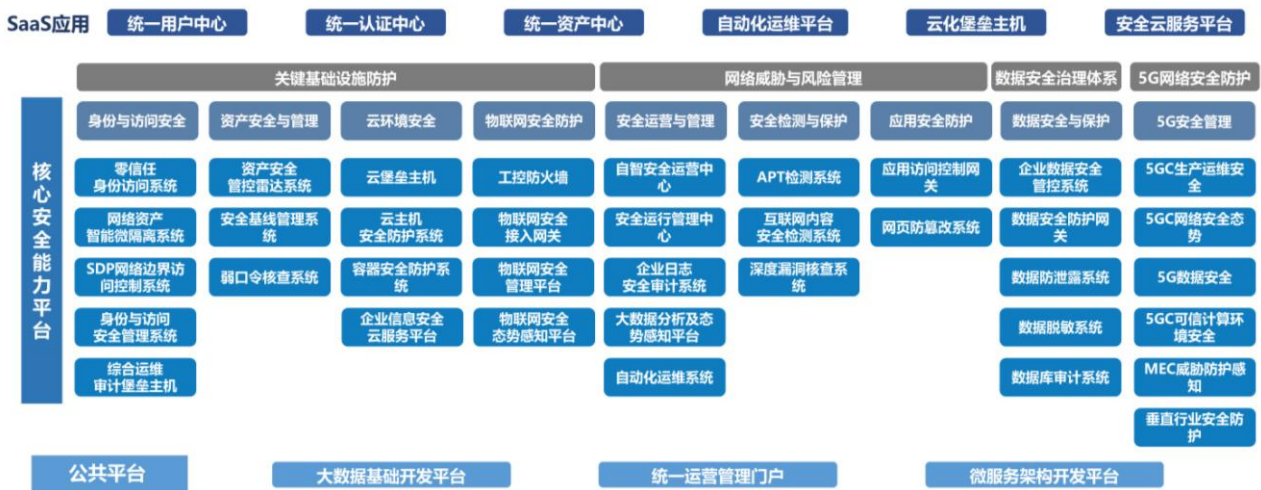 SaaS应用
统一用户中心
统一认证中心
统一资产中心
自动化运维平台
云化堡垒主机
安全云服务平台
关键基础设施防护
网络威胁与风险管理
数据安全治理体系
5G网络安全防护
核心安全能力平台
身份与访问安全
资产安全与管理
云环境安全
物联网安全防护
安全运营与管理
安全检测与保护
应用安全防护
数据安全与保护
5G安全管理
零信任
身份访问系统
网络资产
智能微隔离系统
SDP网络边界访
问控制系统
身份与访问
安全管理系统
综合运维
审计堡垒主机
资产安全
管控雷达系统
安全基线管理系
统
弱口令核查系统
云堡垒主机
云主机
安全防护系统
容器安全防护系
统
企业信息安全
云服务平台
工控防火墙
物联网安全
接入网关
物联网安全
管理平台
物联网安全
态势感知平台
自智安全运营中
心
安全运行管理中
心
企业日志
安全审计系统
大数据分析及态
势感知平台
自动化运维系统
APT检测系统
互联网内容
安全检测系统
深度漏洞核查系
统
应用访问控制网
关
网页防篡改系统
企业数据安全
管控系统
数据安全防护网
关
数据防泄露系统
数据脱敏系统
数据库审计系统
5GC生产运维安
全
5GC网络安全态
势
5G数据安全
5GC可信计算环
境安全
MEC威胁防护感
知
垂直行业安全防
护
公共平台
大数据基础开发平台
统一运营管理门户
微服务架构开发平台